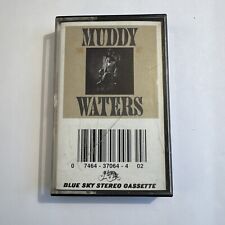 MUDDY
WATERS
0 7464-37064-4 02
BLUE SKY STEREO CASSETTE